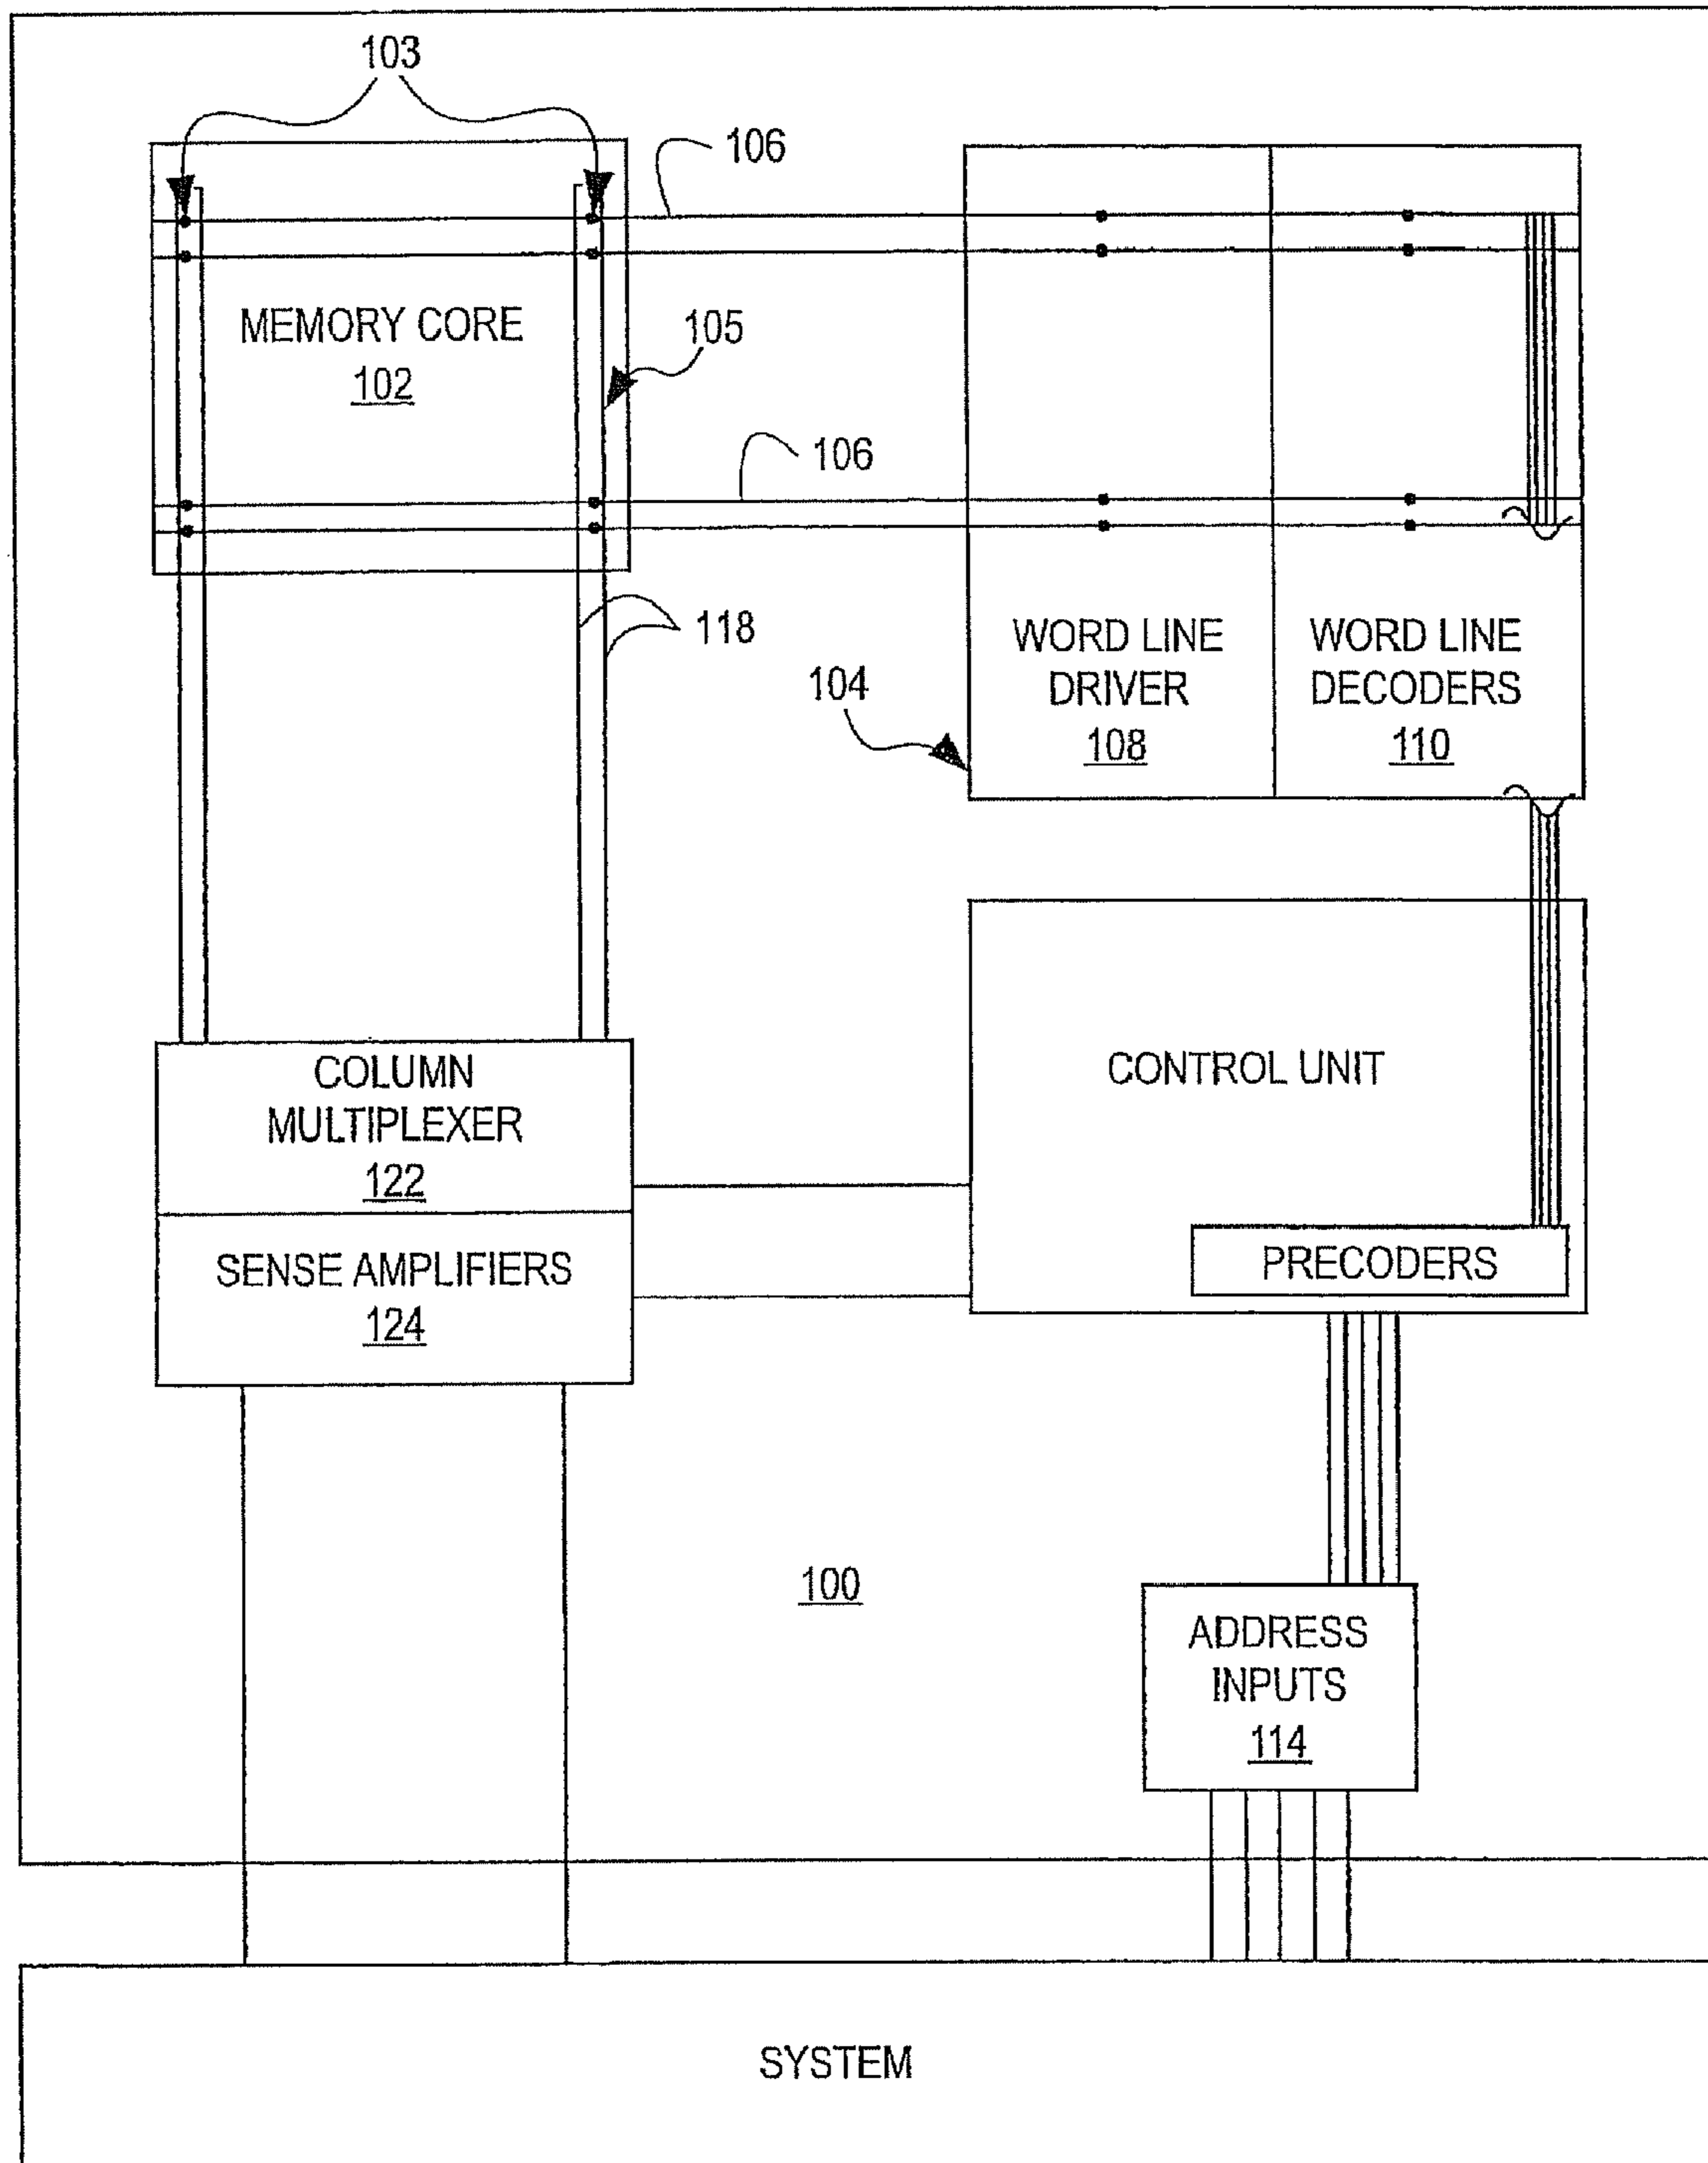 103
106
MEMORY CORE
102
105
106
118
WORD LINE
DRIVER
108
WORD LINE
DECODERS
110
104
COLUMN
MULTIPLEXER
122
CONTROL UNIT
SENSE AMPLIFIERS
124
PRECODERS
100
ADDRESS
INPUTS
114
SYSTEM